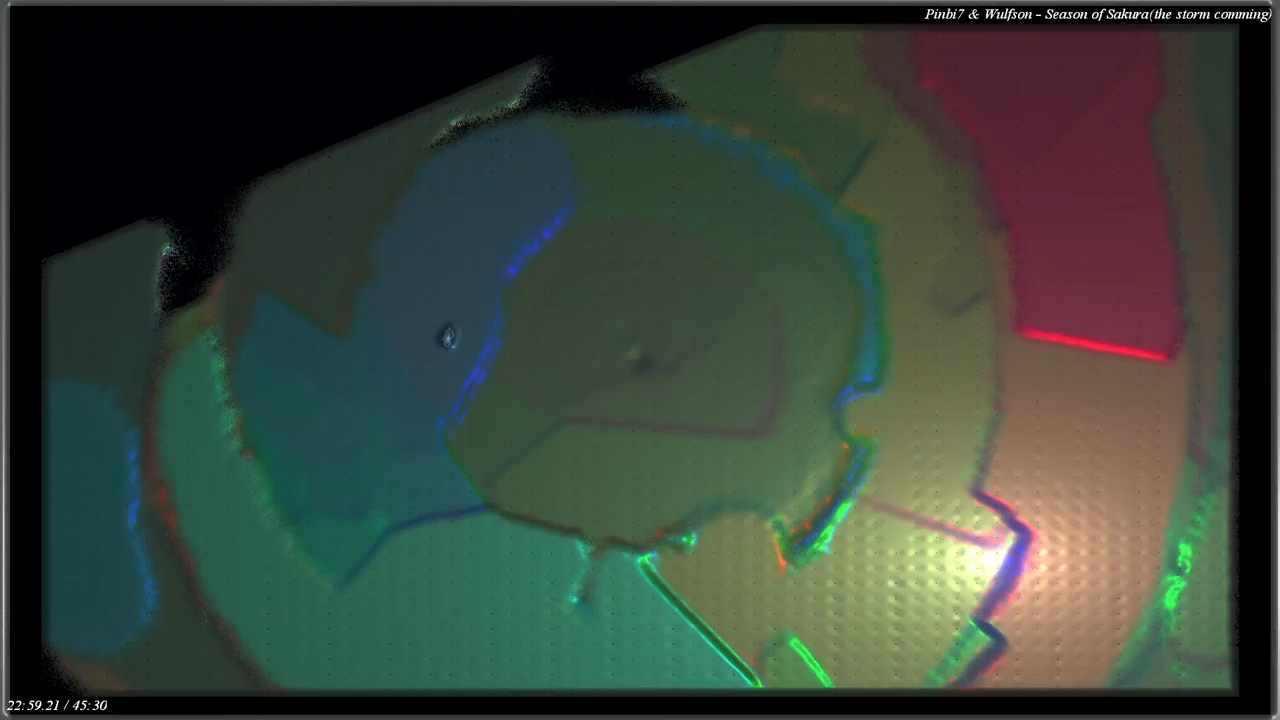 Pinbi7 & Wulfson - Season of Sakura(the storm comming)
22:59.21 / 45:30